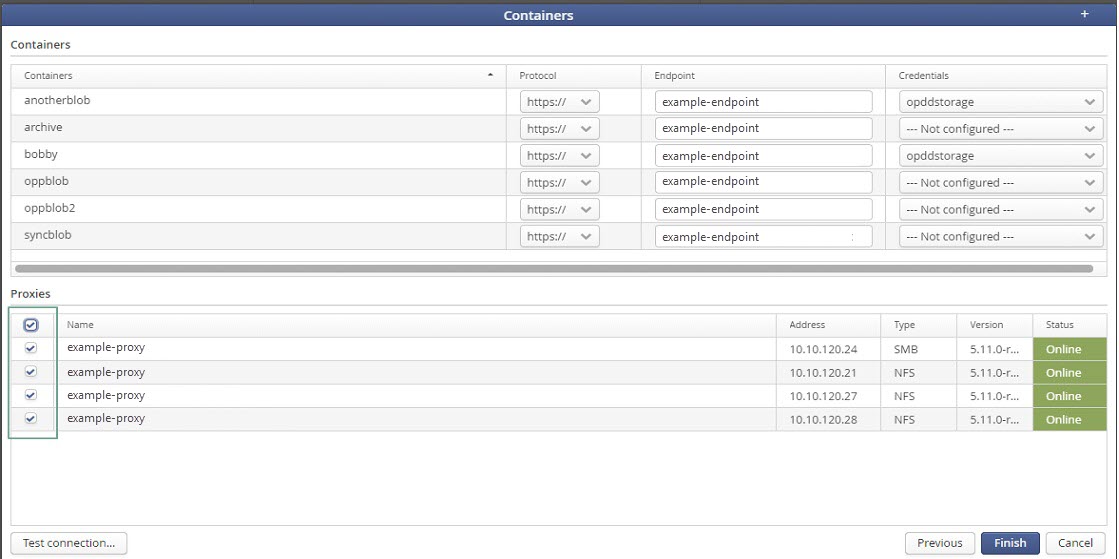 Containers +
Containers
Containers Protocol Endpoint Credentials
anotherblob https:// example-endpoint opddstorage
archive https:// example-endpoint --- Not configured ---
bobby https:// example-endpoint opddstorage
oppblob https:// example-endpoint --- Not configured ---
oppblob2 https:// example-endpoint --- Not configured ---
syncblob https:// example-endpoint : --- Not configured ---
Proxies
Name Address Type Version Status
example-proxy 10.10.120.24 SMB 5.11.0-r... Online
example-proxy 10.10.120.21 NFS 5.11.0-r... Online
example-proxy 10.10.120.27 NFS 5.11.0-r... Online
example-proxy 10.10.120.28 NFS 5.11.0-r... Online
Test connection... Previous Finish Cancel